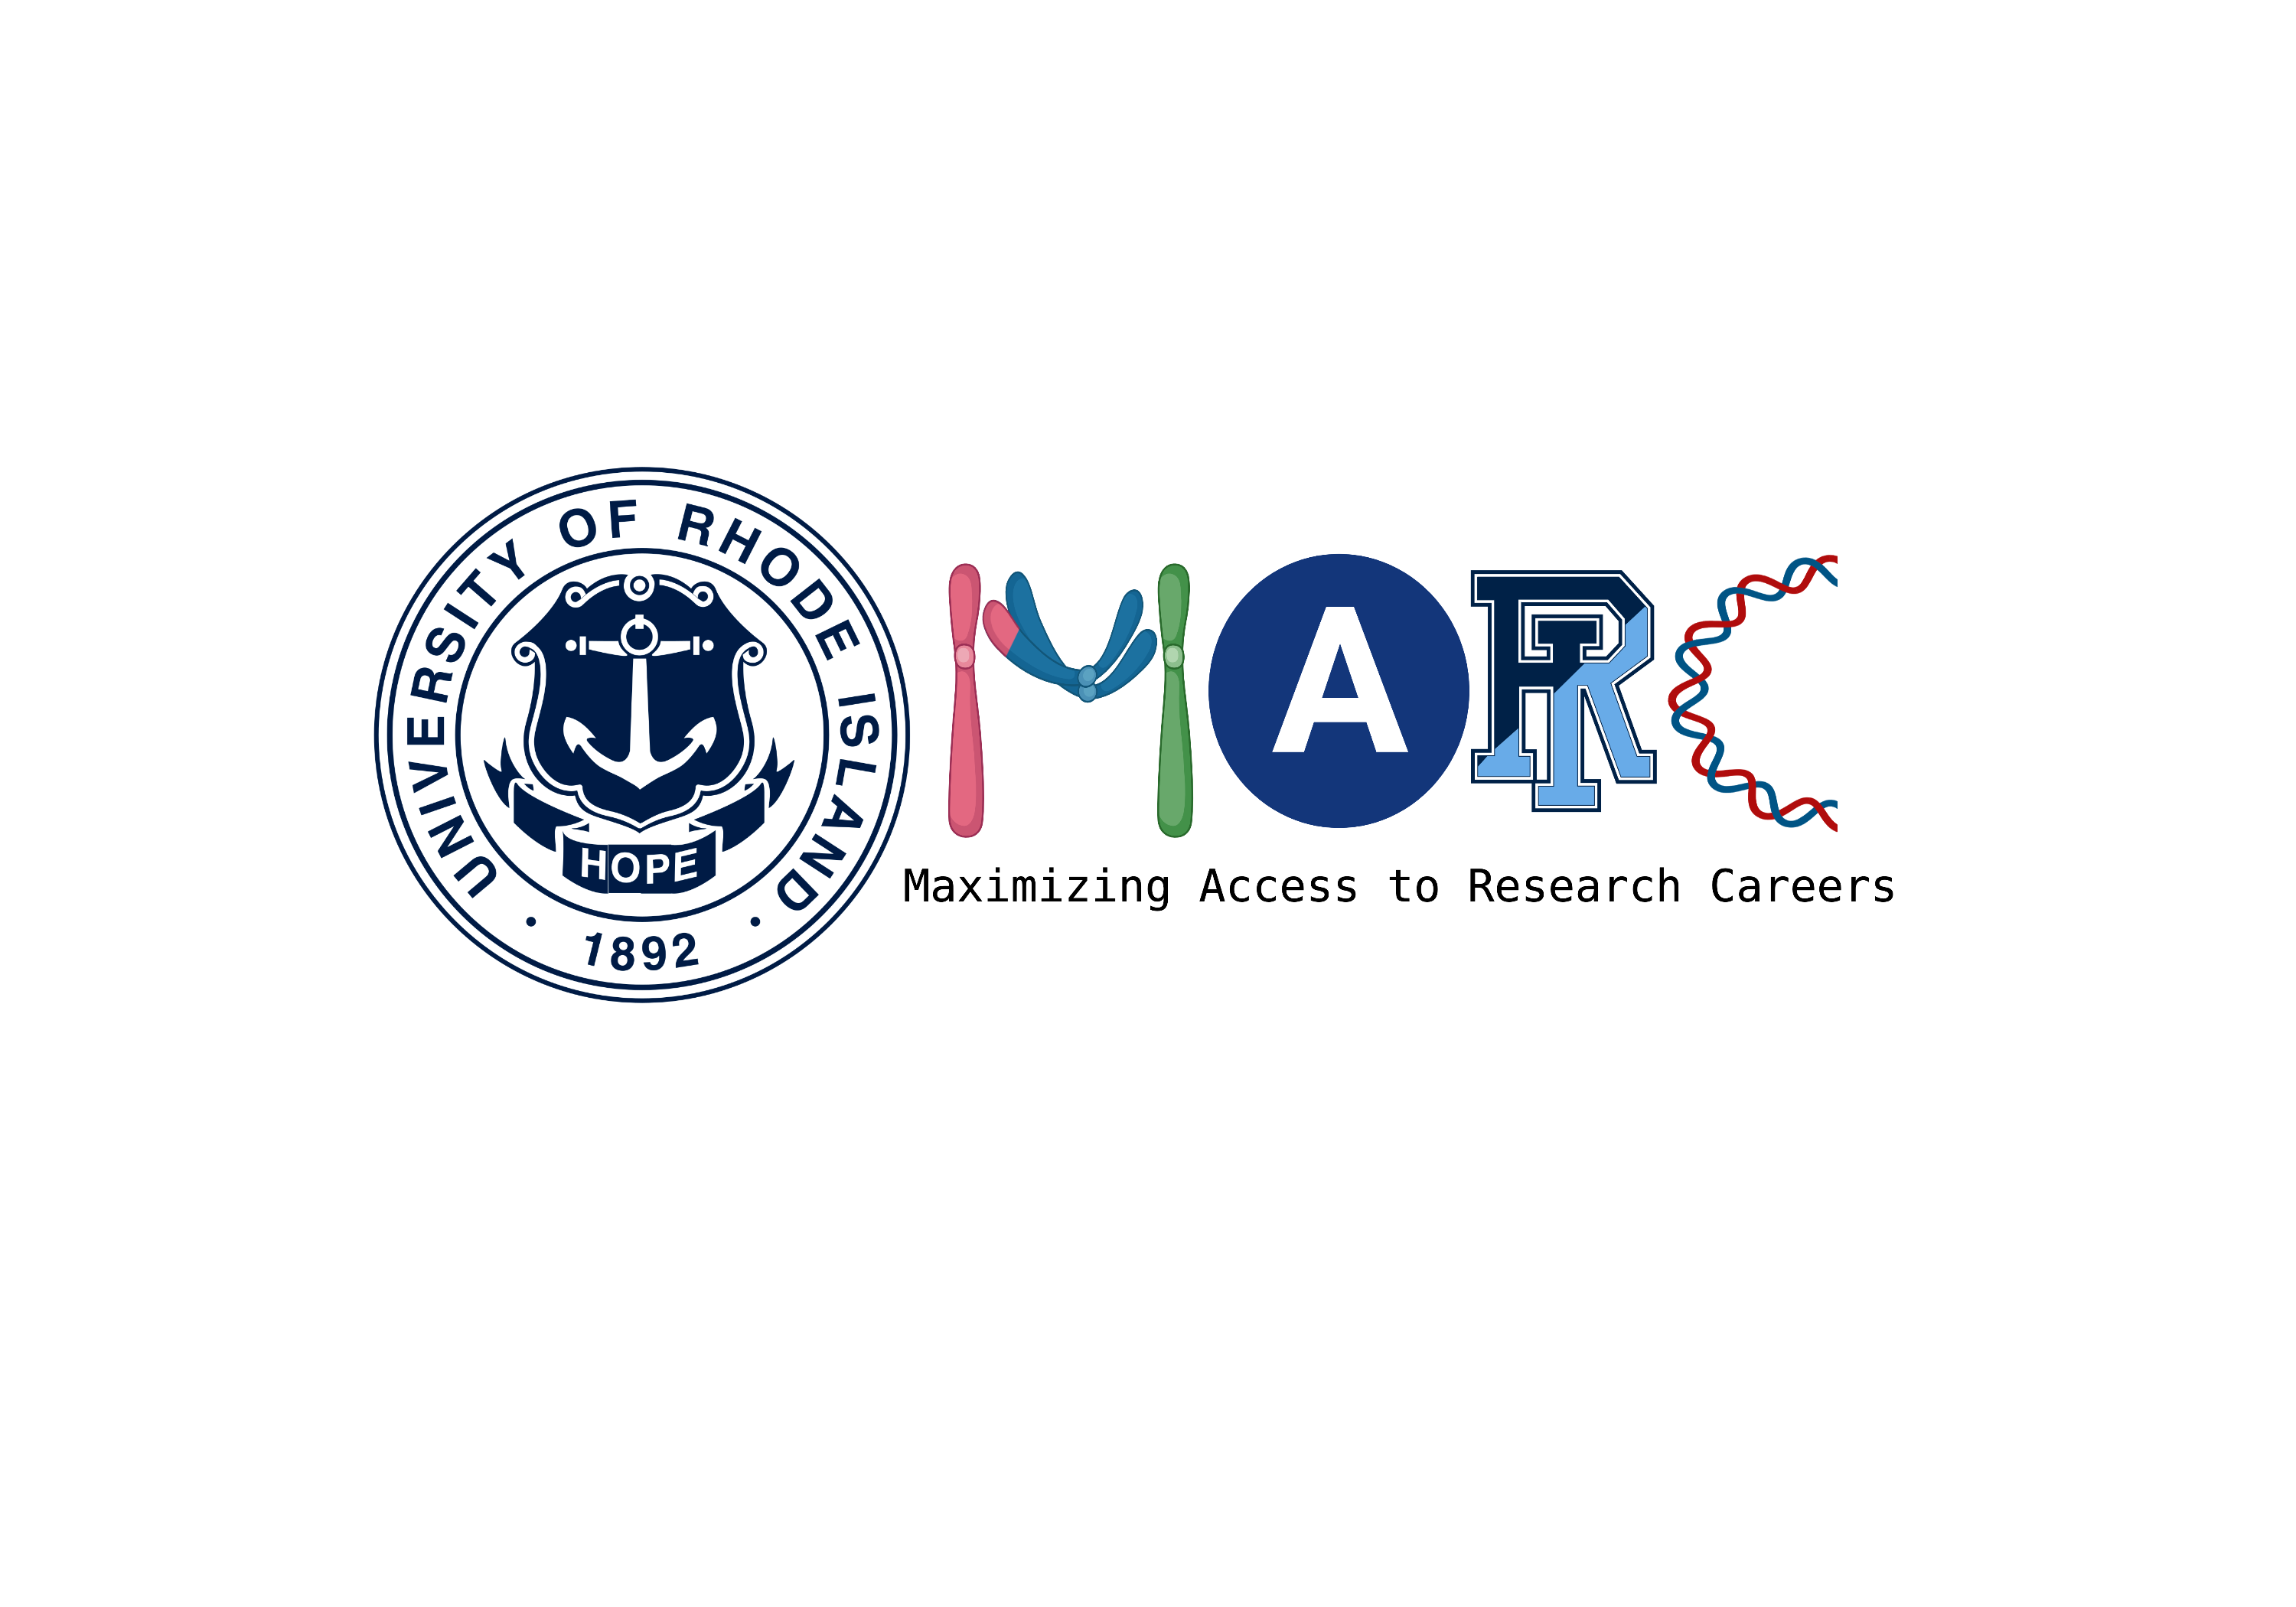 UNIVERSITY OF RHODE ISLAND
HOPE
• 1892 •
MARC
Maximizing Access to Research Careers